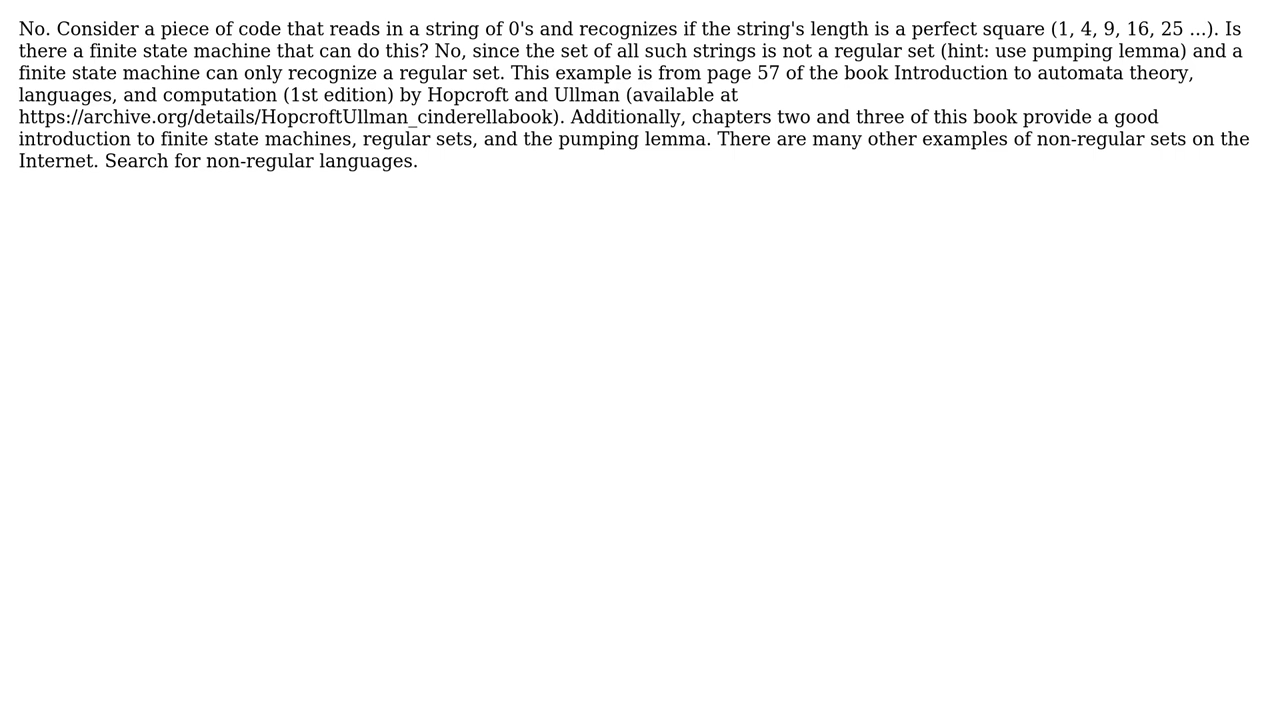 No. Consider a piece of code that reads in a string of 0's and recognizes if the string's length is a perfect square (1, 4, 9, 16, 25 ...). Is
there a finite state machine that can do this? No, since the set of all such strings is not a regular set (hint: use pumping lemma) and a
finite state machine can only recognize a regular set. This example is from page 57 of the book Introduction to automata theory,
languages, and computation (1st edition) by Hopcroft and Ullman (available at
https://archive.org/details/HopcroftUllman_cinderellabook). Additionally, chapters two and three of this book provide a good
introduction to finite state machines, regular sets, and the pumping lemma. There are many other examples of non-regular sets on the
Internet. Search for non-regular languages.